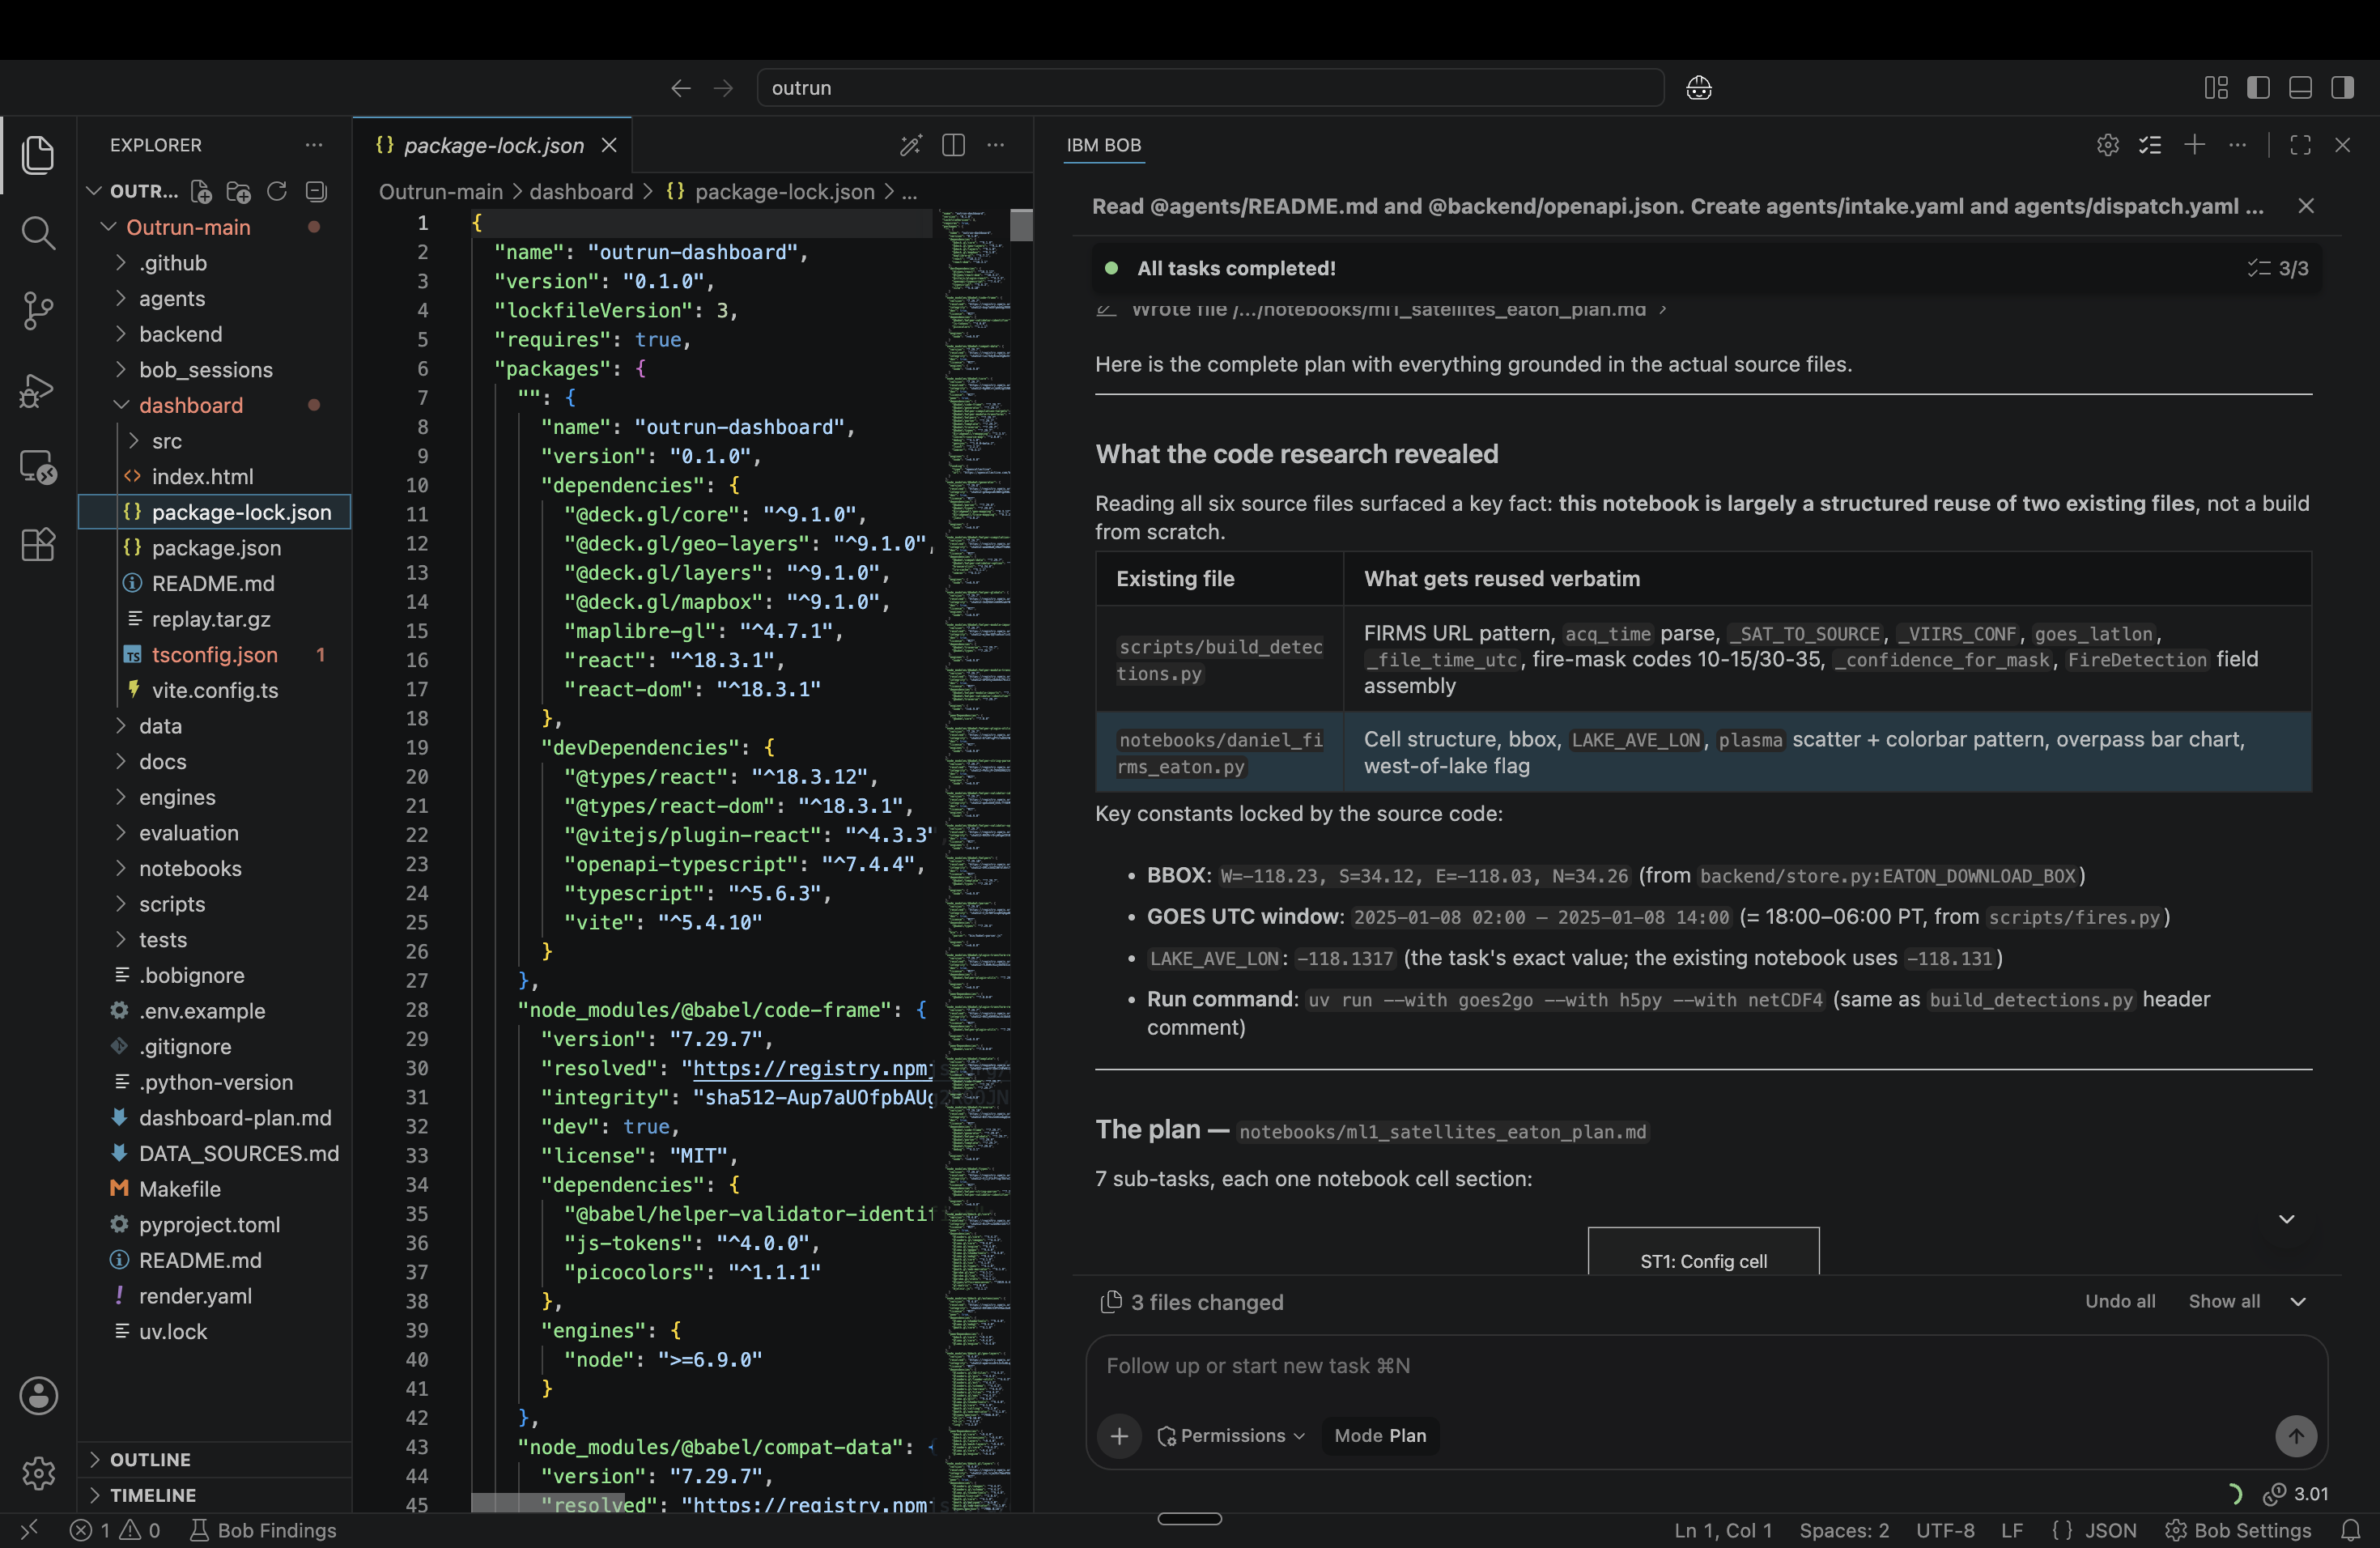 outrun
EXPLORER
OUTR...
Outrun-main
.github
agents
backend
bob_sessions
dashboard
src
index.html
package-lock.json
package.json
README.md
replay.tar.gz
tsconfig.json 1
vite.config.ts
data
docs
engines
evaluation
notebooks
scripts
tests
.bobignore
.env.example
.gitignore
.python-version
dashboard-plan.md
DATA_SOURCES.md
Makefile
pyproject.toml
README.md
render.yaml
uv.lock
OUTLINE
TIMELINE
{} package-lock.json
Outrun-main > dashboard > {} package-lock.json > ...
1 {
2 "name": "outrun-dashboard",
3 "version": "0.1.0",
4 "lockfileVersion": 3,
5 "requires": true,
6 "packages": {
7 "": {
8 "name": "outrun-dashboard",
9 "version": "0.1.0",
10 "dependencies": {
11 "@deck.gl/core": "^9.1.0",
12 "@deck.gl/geo-layers": "^9.1.0",
13 "@deck.gl/layers": "^9.1.0",
14 "@deck.gl/mapbox": "^9.1.0",
15 "maplibre-gl": "^4.7.1",
16 "react": "^18.3.1",
17 "react-dom": "^18.3.1"
18 },
19 "devDependencies": {
20 "@types/react": "^18.3.12",
21 "@types/react-dom": "^18.3.1",
22 "@vitejs/plugin-react": "^4.3.3"
23 "openapi-typescript": "^7.4.4",
24 "typescript": "^5.6.3",
25 "vite": "^5.4.10"
26 }
27 },
28 "node_modules/@babel/code-frame": {
29 "version": "7.29.7",
30 "resolved": "https://registry.npmj
31 "integrity": "sha512-Aup7aUOfpbAUg
32 "dev": true,
33 "license": "MIT",
34 "dependencies": {
35 "@babel/helper-validator-identif
36 "js-tokens": "^4.0.0",
37 "picocolors": "^1.1.1"
38 },
39 "engines": {
40 "node": ">=6.9.0"
41 }
42 },
43 "node_modules/@babel/compat-data": {
44 "version": "7.29.7",
45 "resolved": "https://registry.npmj
IBM BOB
Read @agents/README.md and @backend/openapi.json. Create agents/intake.yaml and agents/dispatch.yaml ...
All tasks completed! 3/3
Wrote file /.../notebooks/ml1_satellites_eaton_plan.md >
Here is the complete plan with everything grounded in the actual source files.
What the code research revealed
Reading all six source files surfaced a key fact: this notebook is largely a structured reuse of two existing files, not a build
from scratch.
Existing file What gets reused verbatim
scripts/build_detec
tions.py
FIRMS URL pattern, acq_time parse, _SAT_TO_SOURCE, _VIIRS_CONF, goes_latlon,
_file_time_utc, fire-mask codes 10-15/30-35, _confidence_for_mask, FireDetection field
assembly
notebooks/daniel_fi
rms_eaton.py
Cell structure, bbox, LAKE_AVE_LON, plasma scatter + colorbar pattern, overpass bar chart,
west-of-lake flag
Key constants locked by the source code:
• BBOX: W=−118.23, S=34.12, E=−118.03, N=34.26 (from backend/store.py:EATON_DOWNLOAD_BOX)
• GOES UTC window: 2025-01-08 02:00 – 2025-01-08 14:00 (= 18:00–06:00 PT, from scripts/fires.py)
• LAKE_AVE_LON: −118.1317 (the task's exact value; the existing notebook uses −118.131)
• Run command: uv run --with goes2go --with h5py --with netCDF4 (same as build_detections.py header
comment)
The plan — notebooks/ml1_satellites_eaton_plan.md
7 sub-tasks, each one notebook cell section:
ST1: Config cell
3 files changed
Undo all Show all
Follow up or start new task ⌘N
Permissions Mode Plan
3.01
1 0 Bob Findings
Ln 1, Col 1 Spaces: 2 UTF-8 LF {} JSON Bob Settings